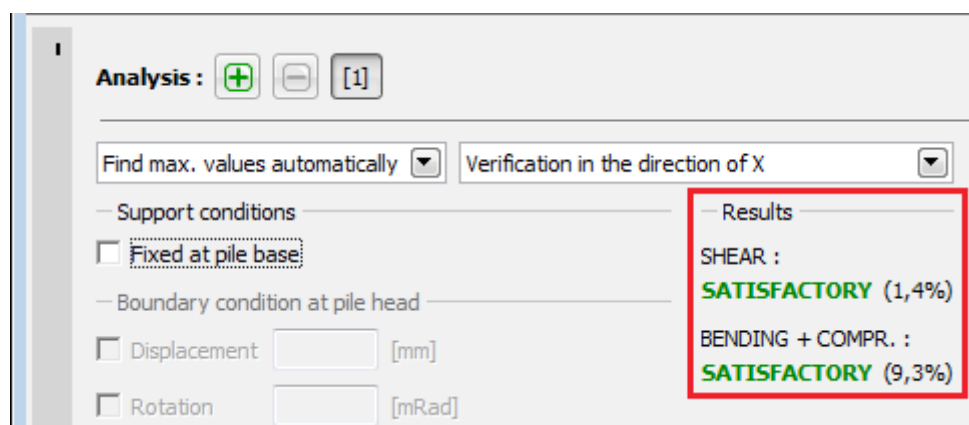 Analysis : [1]
Find max. values automatically Verification in the direction of X
Support conditions
Fixed at pile base
Boundary condition at pile head
Displacement [mm]
Rotation [mRad]
Results
SHEAR :
SATISFACTORY (1,4%)
BENDING + COMPR. :
SATISFACTORY (9,3%)